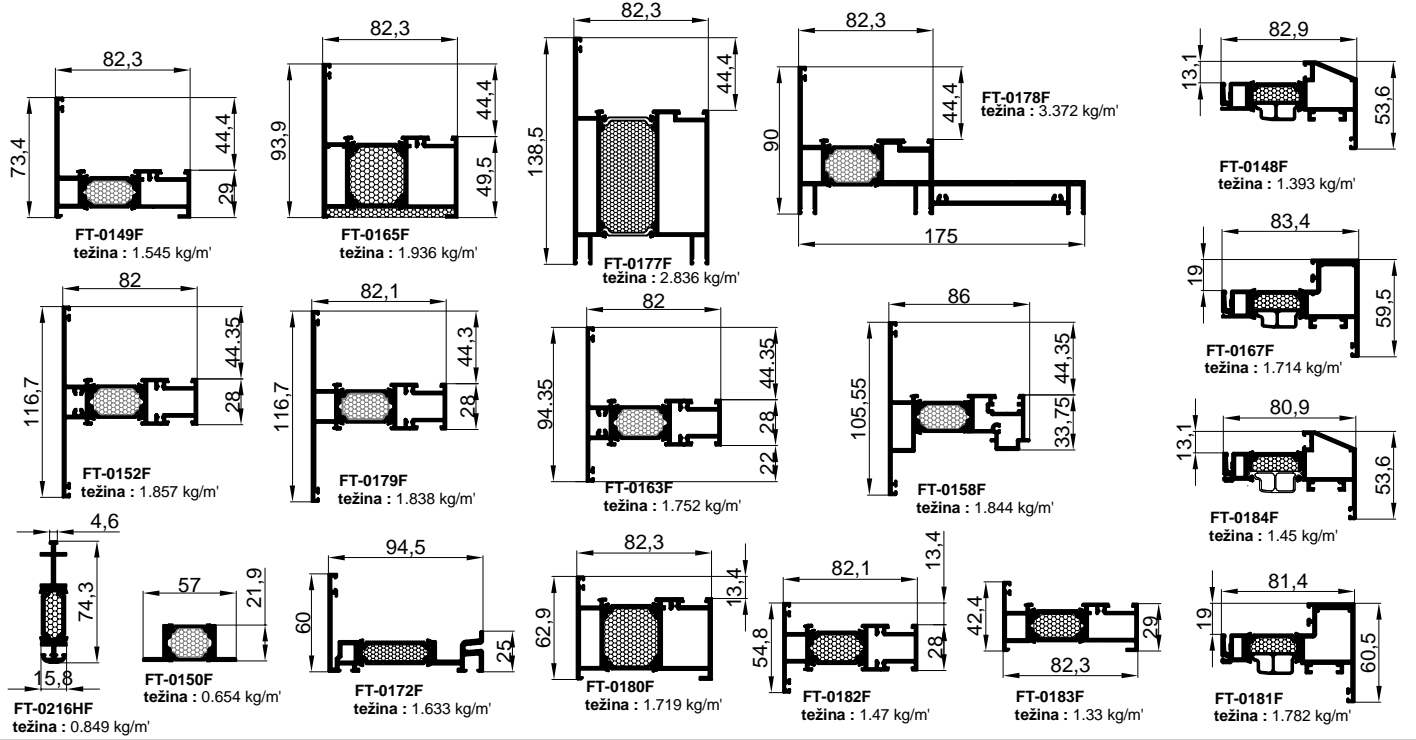 82,3
73,4
44,4
29
FT-0149F
težina : 1.545 kg/m'
82,3
93,9
44,4
49,5
FT-0165F
težina : 1.936 kg/m'
82,3
138,5
44,4
FT-0177F
težina : 2.836 kg/m'
82,3
90
44,4
175
FT-0178F
težina : 3.372 kg/m'
82,9
13,1
53,6
FT-0148F
težina : 1.393 kg/m'
83,4
19
59,5
FT-0167F
težina : 1.714 kg/m'
82
116,7
44.35
28
FT-0152F
težina : 1.857 kg/m'
82,1
116,7
44,3
28
FT-0179F
težina : 1.838 kg/m'
82
94.35
44.35
28
22
FT-0163F
težina : 1.752 kg/m'
86
105,55
44,35
33,75
FT-0158F
težina : 1.844 kg/m'
80,9
13,1
53,6
FT-0184F
težina : 1.45 kg/m'
4,6
74,3
15,8
FT-0216HF
težina : 0.849 kg/m'
57
21,9
FT-0150F
težina : 0.654 kg/m'
94,5
60
25
FT-0172F
težina : 1.633 kg/m'
82,3
62,9
13,4
FT-0180F
težina : 1.719 kg/m'
82,1
54,8
13,4
28
FT-0182F
težina : 1.47 kg/m'
42,4
29
82,3
FT-0183F
težina : 1.33 kg/m'
81,4
19
60,5
FT-0181F
težina : 1.782 kg/m'